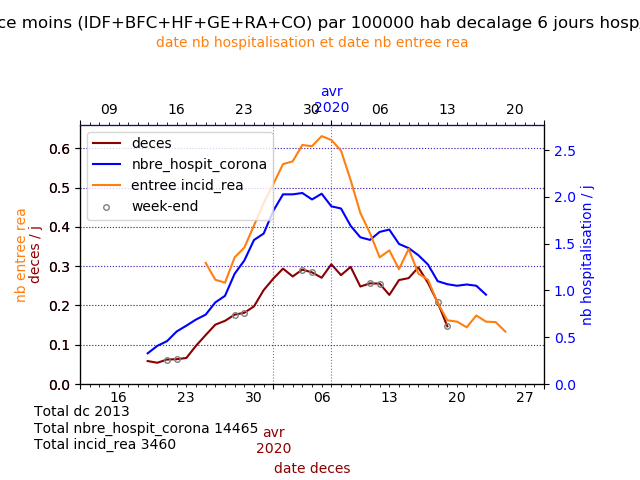 ce moins (IDF+BFC+HF+GE+RA+CO) par 100000 hab decalage 6 jours hosp
date nb hospitalisation et date nb entree rea
avr
2020
09 16 23 30 06 13 20
deces
nbre_hospit_corona
entree incid_rea
week-end
0.6
0.5
0.4
0.3
0.2
0.1
0.0
2.5
2.0
1.5
1.0
0.5
0.0
nb entree rea
deces / j
nb hospitalisation / j
16 23 30 06 13 20 27
avr
2020
date deces
Total dc 2013
Total nbre_hospit_corona 14465
Total incid_rea 3460